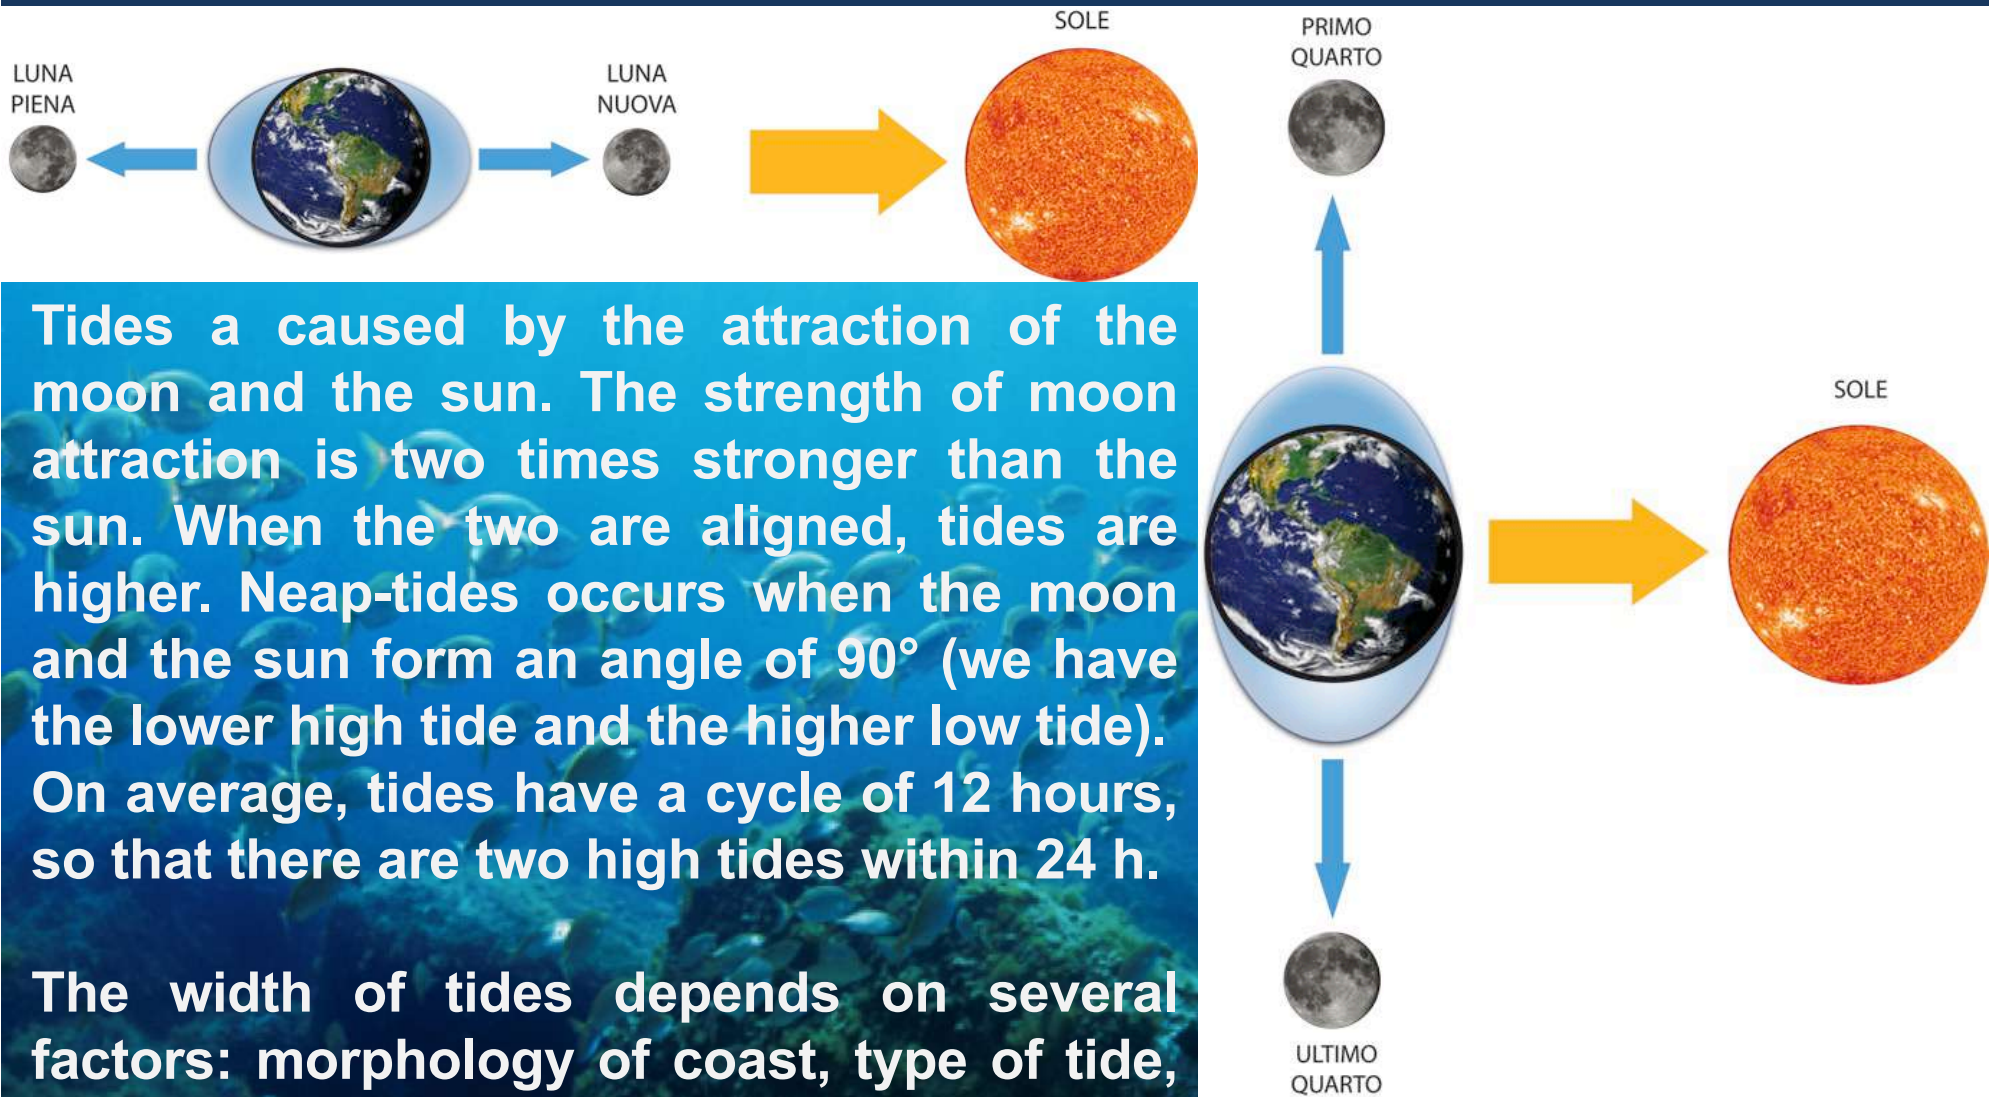 LUNA
PIENA
LUNA
NUOVA
SOLE
PRIMO
QUARTO
Tides a caused by the attraction of the
moon and the sun. The strength of moon
attraction is two times stronger than the
sun. When the two are aligned, tides are
higher. Neap-tides occurs when the moon
and the sun form an angle of 90° (we have
the lower high tide and the higher low tide).
On average, tides have a cycle of 12 hours,
so that there are two high tides within 24 h.
The width of tides depends on several
factors: morphology of coast, type of tide,
SOLE
ULTIMO
QUARTO